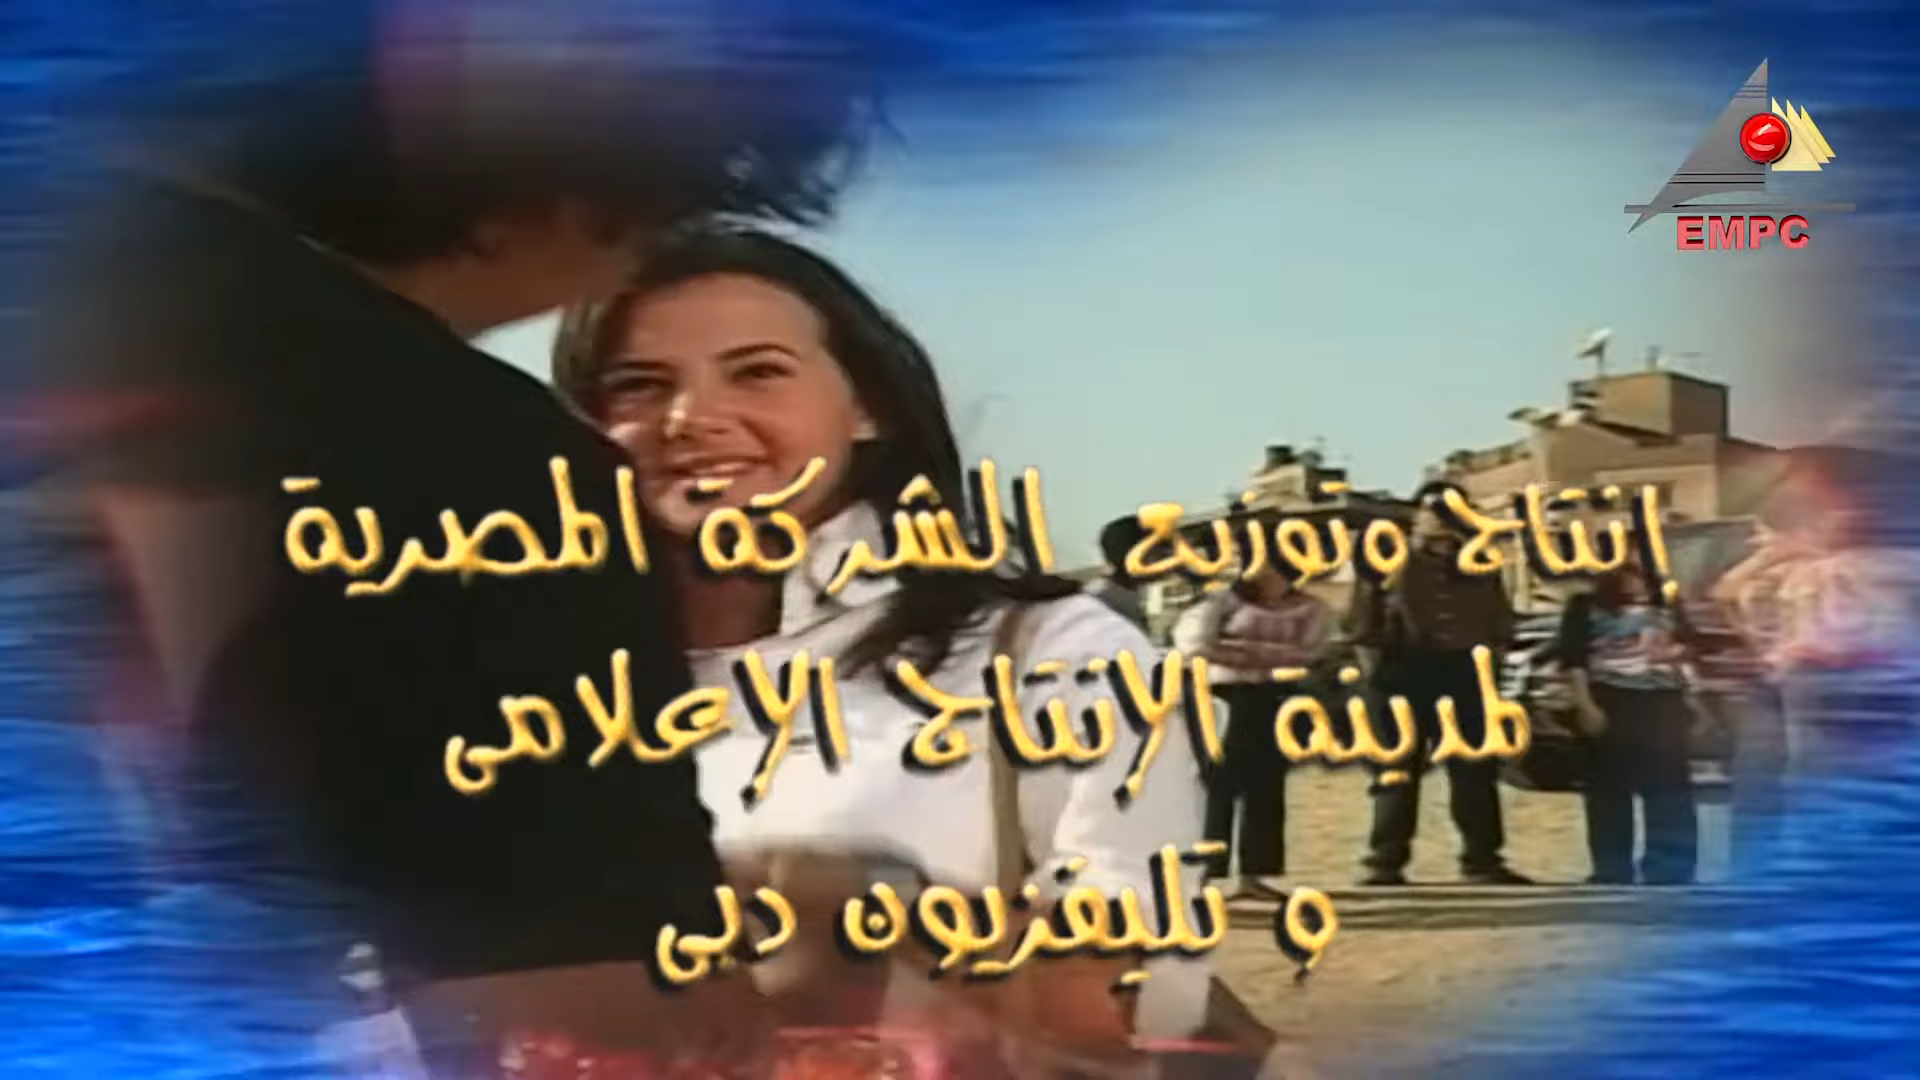 EMPC
إنتاج وتوزيع الشركة المصرية
لمدينة الإنتاج الإعلامى
و تليفزيون دبى